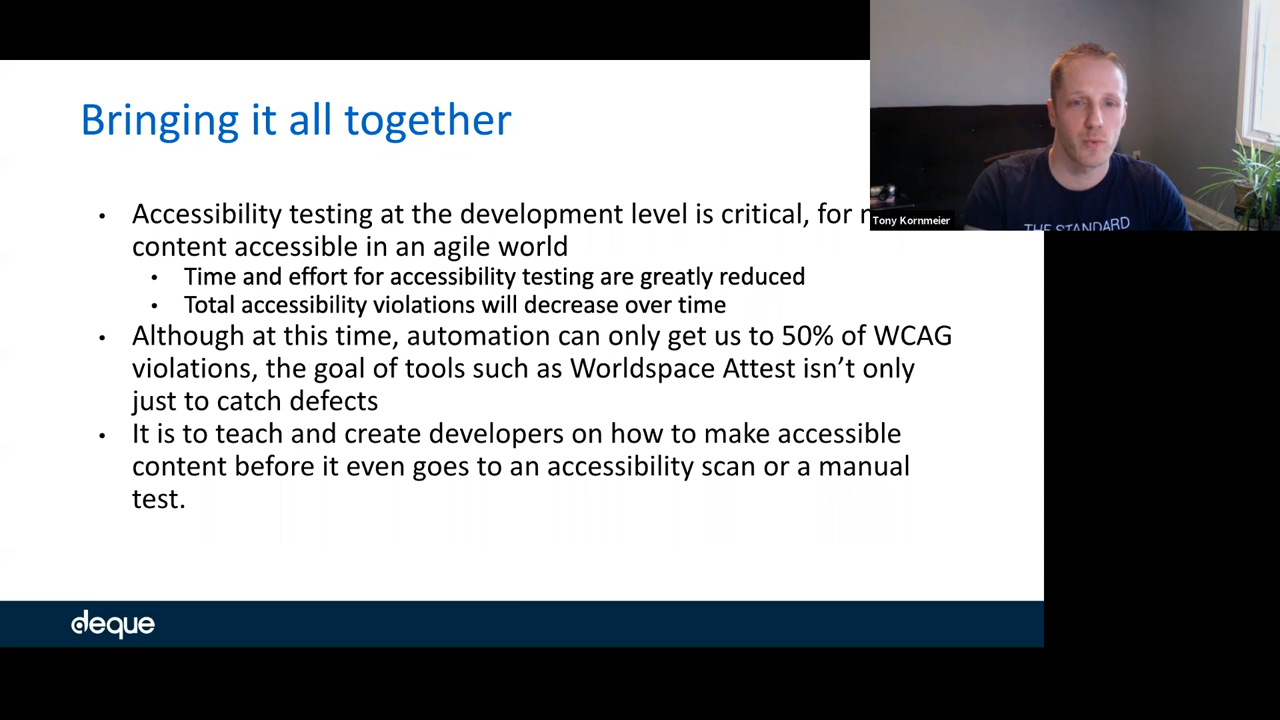 Bringing it all together
Accessibility testing at the development level is critical, for
content accessible in an agile world
Time and effort for accessibility testing are greatly reduced
Total accessibility violations will decrease over time
Although at this time, automation can only get us to 50% of WCAG
violations, the goal of tools such as Worldspace Attest isn't only
just to catch defects
It is to teach and create developers on how to make accessible
content before it even goes to an accessibility scan or a manual
test.
deque
Tony Kornmeier
THE STANDARD